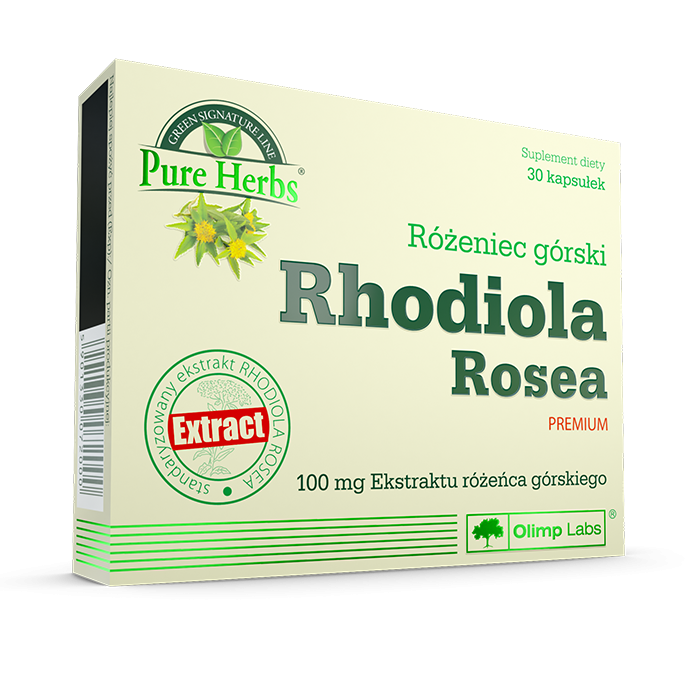 GREEN SIGNATURE LINE
Pure Herbs®
Suplement diety
30 kapsułek
Różeniec górski
Rhodiola
Rosea
PREMIUM
standaryzowany ekstrakt RHODIOLA ROSEA
Extract
100 mg Ekstraktu różeńca górskiego
Olimp Labs®